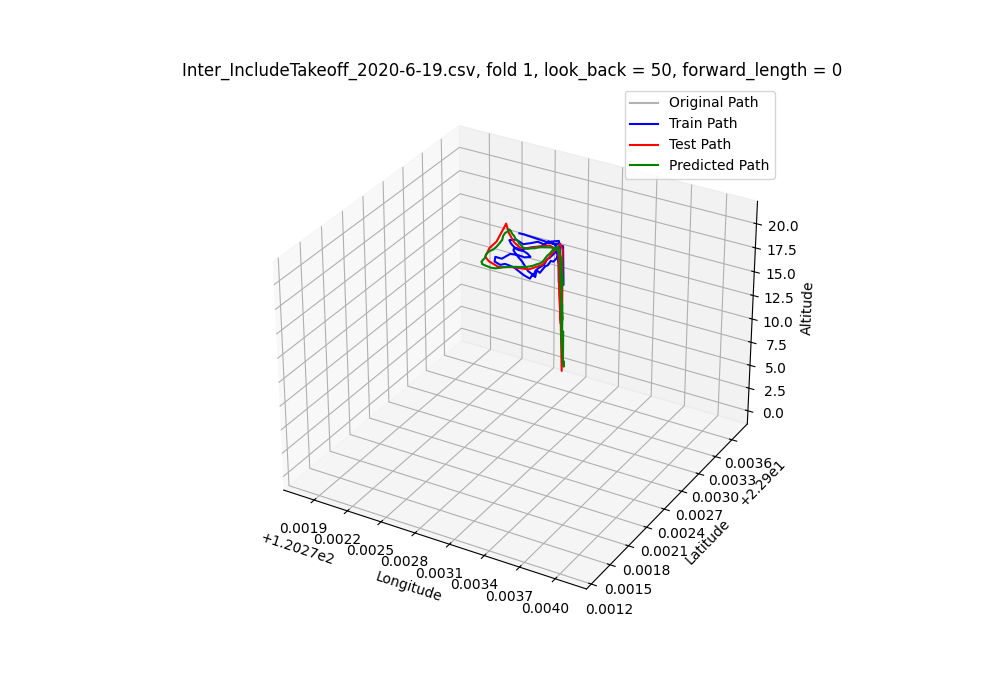 Inter_IncludeTakeoff_2020-6-19.csv, fold 1, look_back = 50, forward_length = 0
Original Path
Train Path
Test Path
Predicted Path
20.0
17.5
15.0
12.5
10.0
7.5
5.0
2.5
0.0
Altitude
0.0036
0.0033
0.0030
0.0027
0.0024
0.0021
0.0018
0.0015
0.0012
+2.29e1
Latitude
0.0019
0.0022
0.0025
0.0028
0.0031
0.0034
0.0037
0.0040
+1.2027e2
Longitude